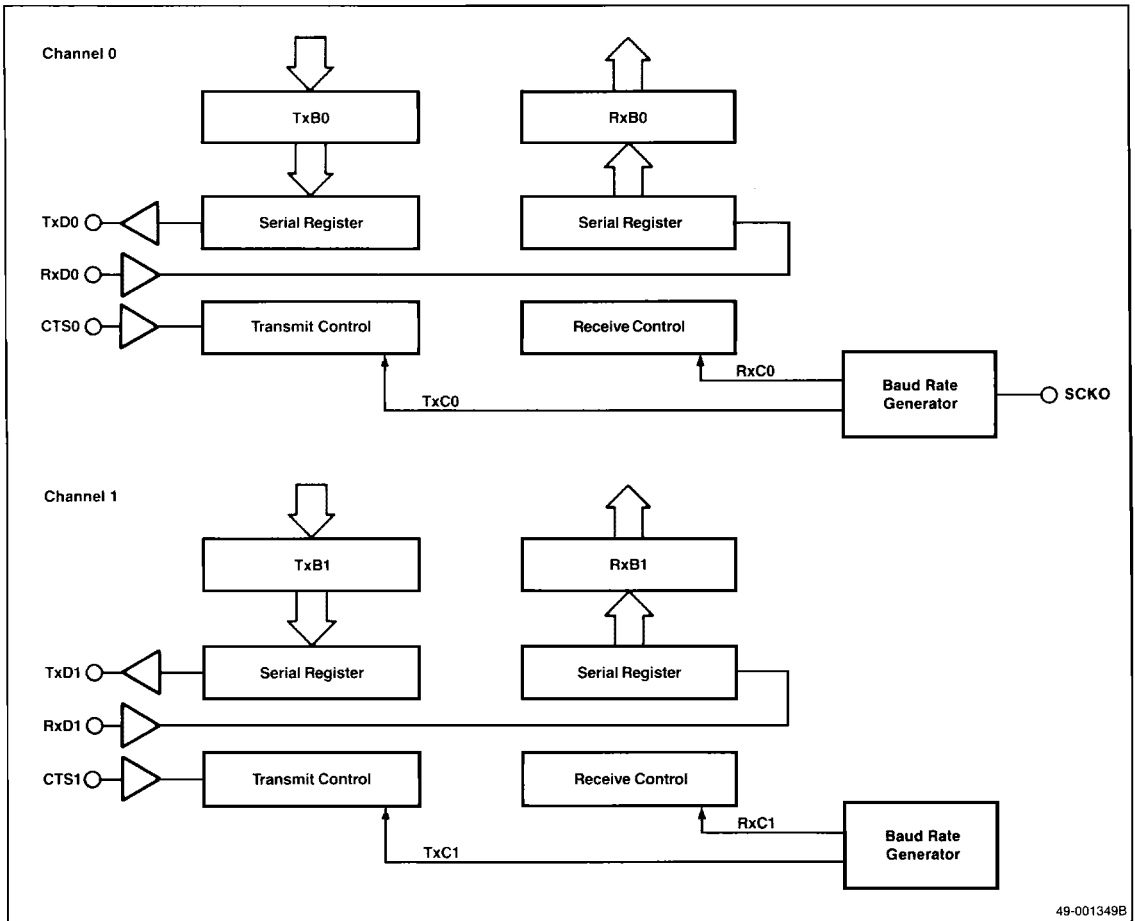 Channel 0
TxB0
RxB0
TxD0
Serial Register
Serial Register
RxD0
CTS0
Transmit Control
Receive Control
RxC0
TxC0
Baud Rate
Generator
SCKO
Channel 1
TxB1
RxB1
TxD1
Serial Register
Serial Register
RxD1
CTS1
Transmit Control
Receive Control
RxC1
TxC1
Baud Rate
Generator
49-001349B